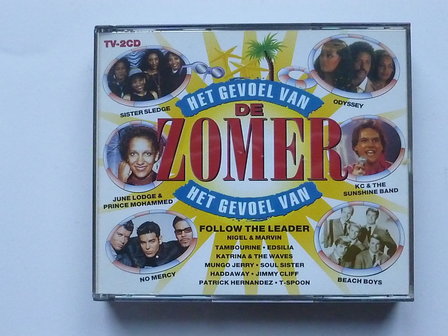 TV-2CD
HET GEVOEL VAN
DE
ZOMER
HET GEVOEL VAN
SISTER SLEDGE
ODYSSEY
JUNE LODGE &
PRINCE MOHAMMED
KC & THE
SUNSHINE BAND
NO MERCY
BEACH BOYS
FOLLOW THE LEADER
NIGEL & MARVIN
TAMBOURINE • EDSILIA
KATRINA & THE WAVES
MUNGO JERRY • SOUL SISTER
HADDAWAY • JIMMY CLIFF
PATRICK HERNANDEZ • T-SPOON